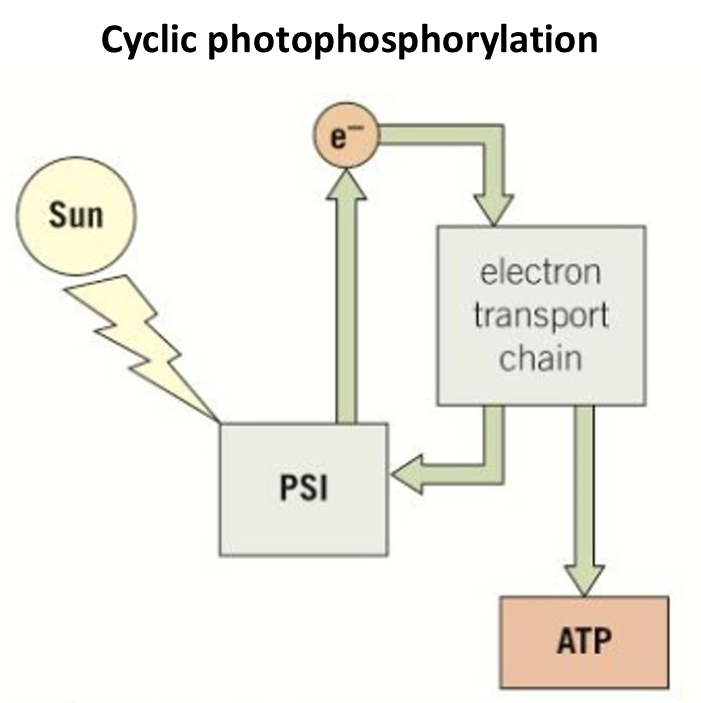 Cyclic photophosphorylation
e−
Sun
electron
transport
chain
PSI
ATP